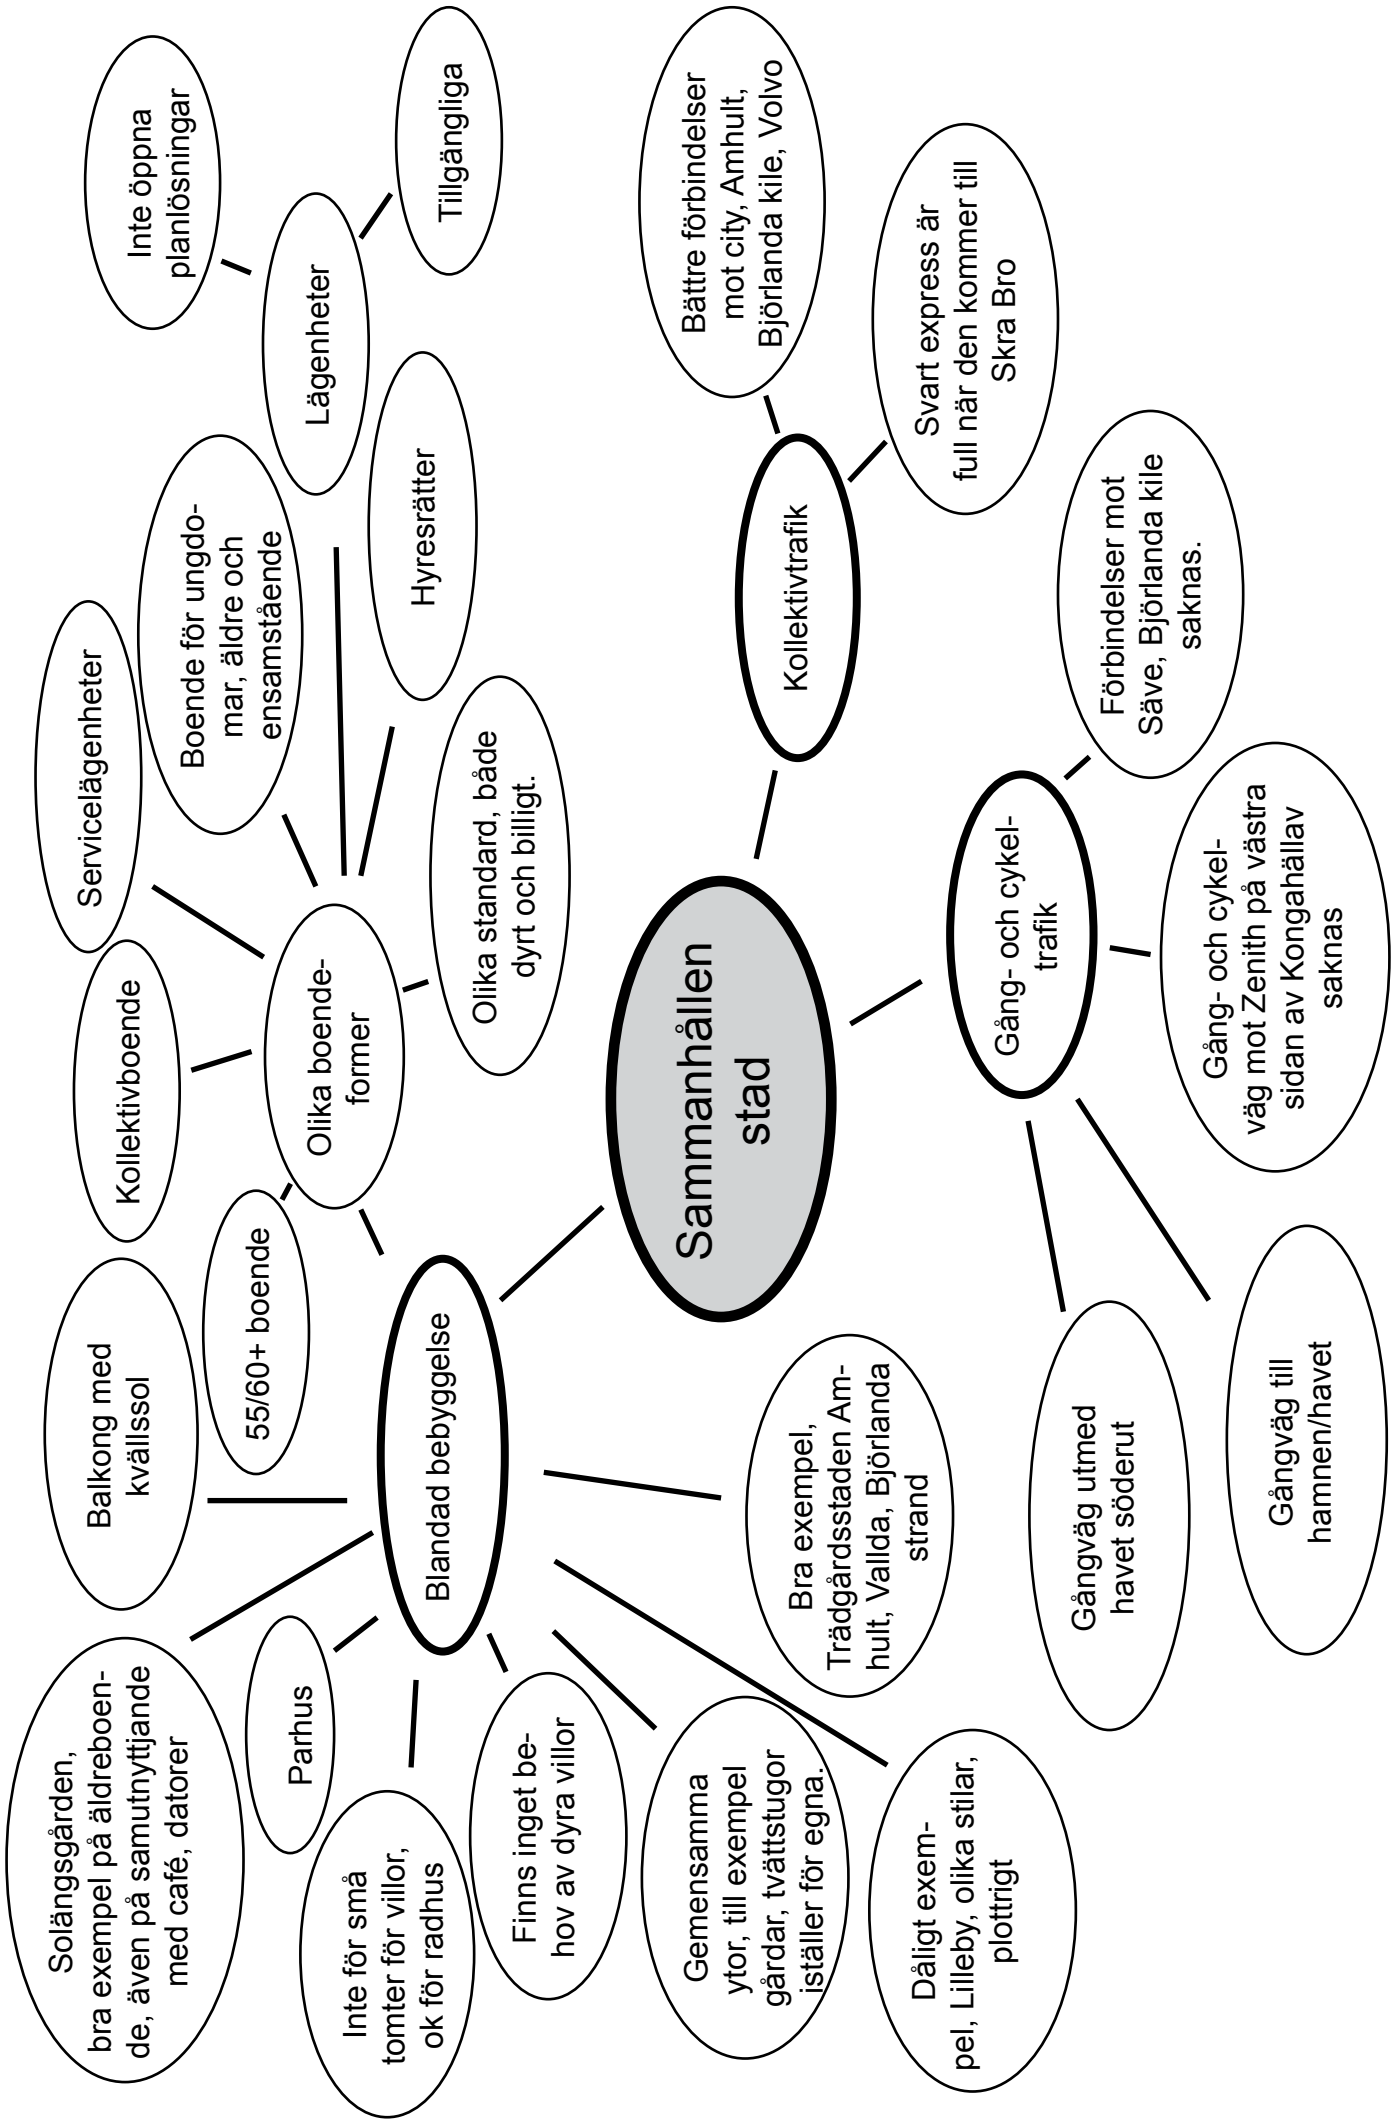 Solängsgården,
bra exempel på äldreboen-
de, även på samutnyttjande
med café, datorer
Balkong med
kvällssol
Kollektivboende
Servicelägenheter
Inte öppna
planlösningar
Parhus
55/60+ boende
Olika boende-
former
Boende för ungdo-
mar, äldre och
ensamstående
Lägenheter
Tillgängliga
Inte för små
tomter för villor,
ok för radhus
Blandad bebyggelse
Olika standard, både
dyrt och billigt.
Hyresrätter
Finns inget be-
hov av dyra villor
Gemensamma
ytor, till exempel
gårdar, tvättstugor
iställer för egna.
Sammanhållen
stad
Kollektivtrafik
Bättre förbindelser
mot city, Amhult,
Björlanda kile, Volvo
Bra exempel,
Trädgårdsstaden Am-
hult, Vallda, Björlanda
strand
Svart express är
full när den kommer till
Skra Bro
Dåligt exem-
pel, Lilleby, olika stilar,
plottrigt
Gång- och cykel-
trafik
Förbindelser mot
Säve, Björlanda kile
saknas.
Gångväg utmed
havet söderut
Gång- och cykel-
väg mot Zenith på västra
sidan av Kongahällav
saknas
Gångväg till
hamnen/havet